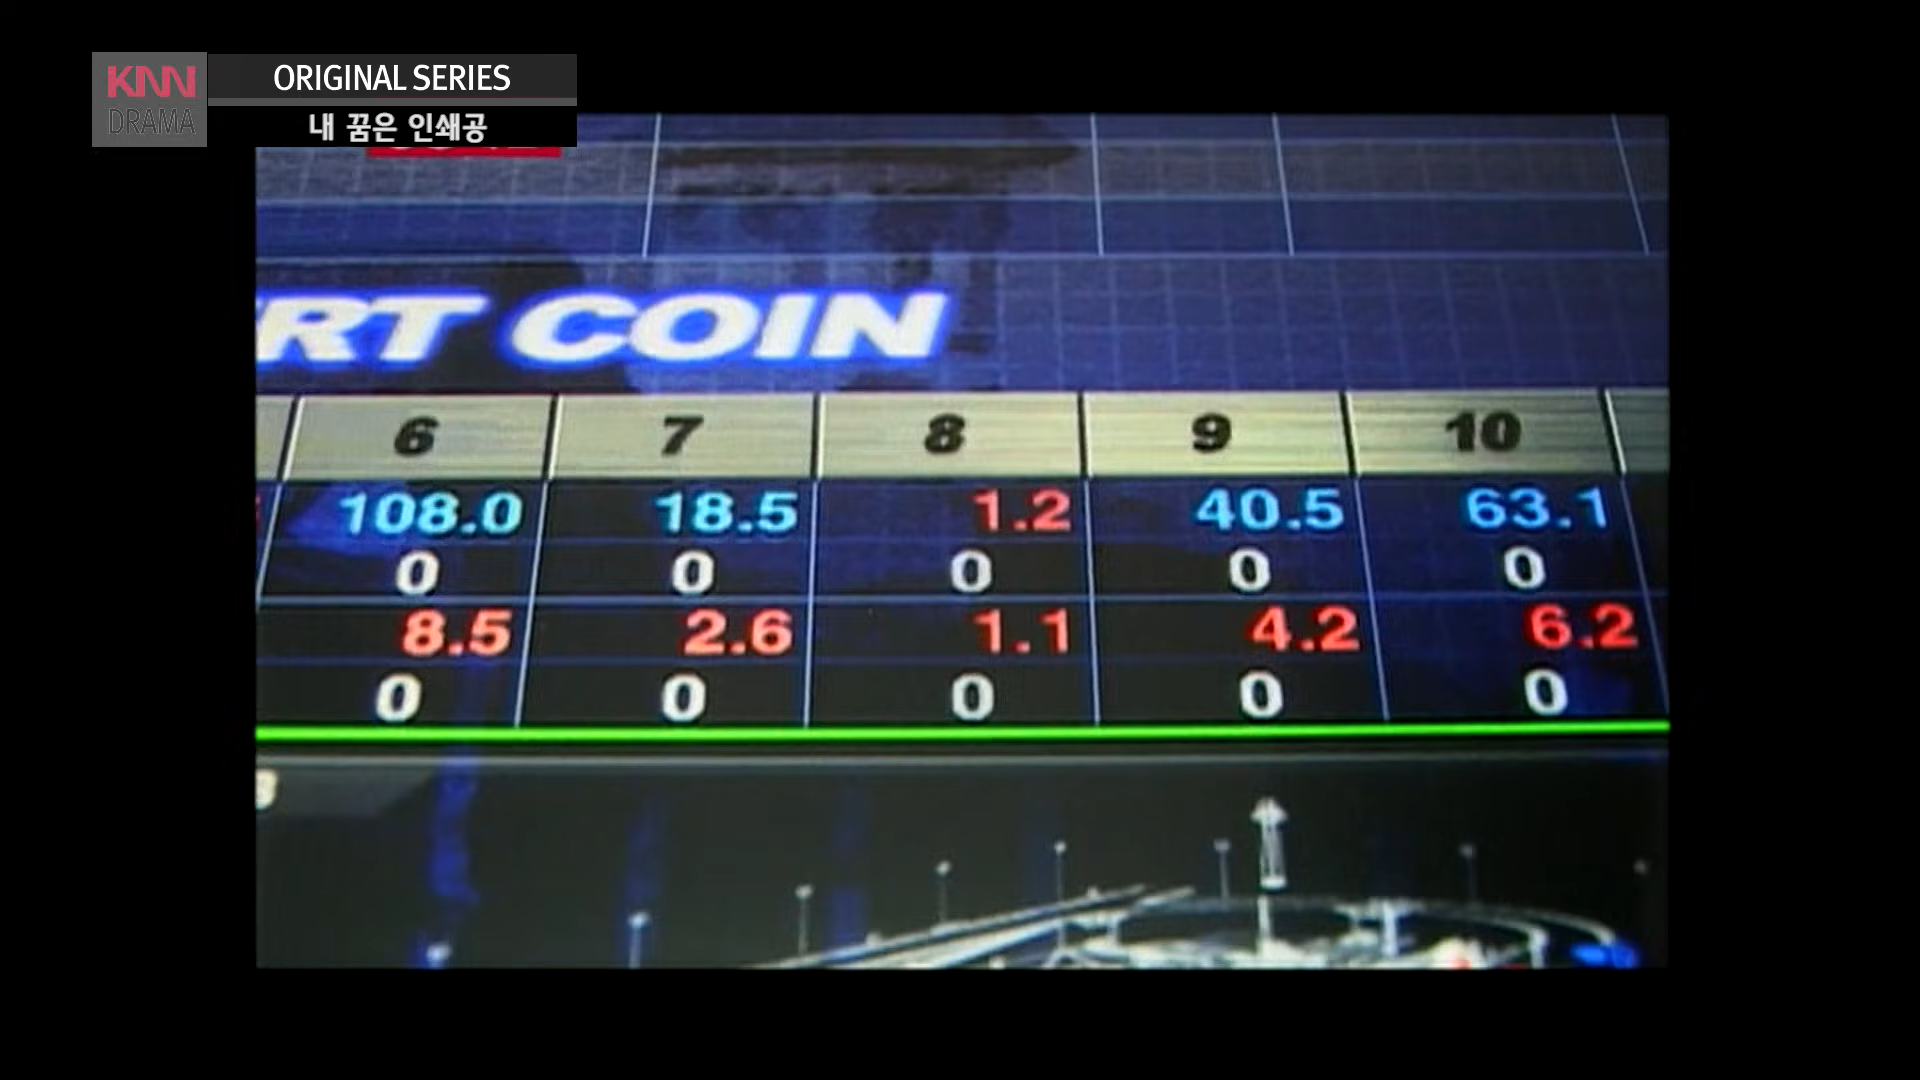 KNN
DRAMA
ORIGINAL SERIES
내 꿈은 인쇄공
RT COIN
6 7 8 9 10
108.0 18.5 1.2 40.5 63.1
0 0 0 0 0
8.5 2.6 1.1 4.2 6.2
0 0 0 0 0